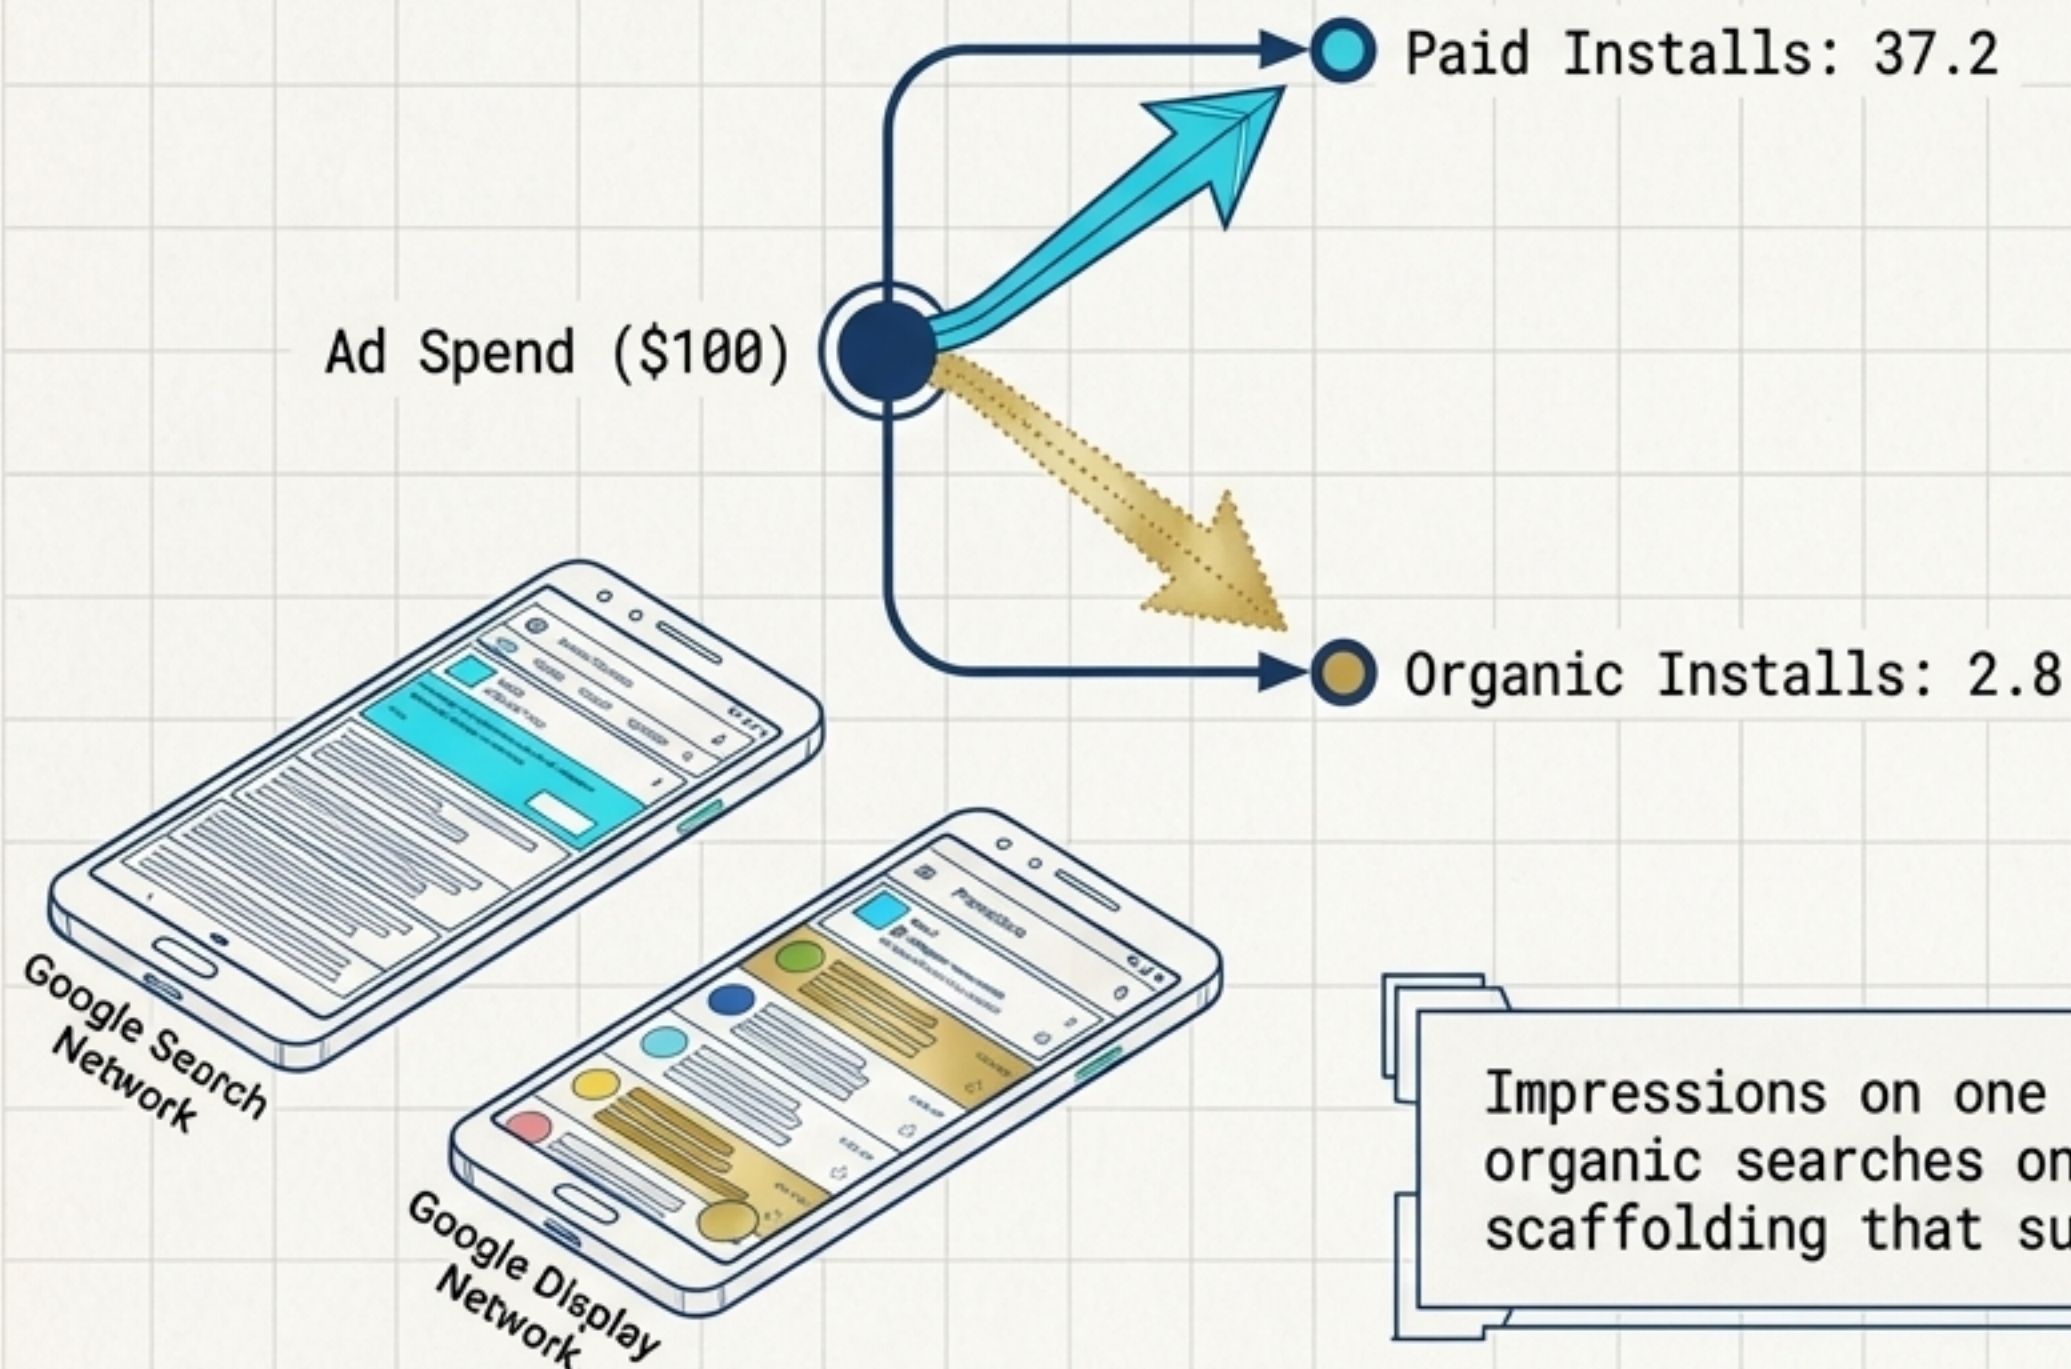 Paid Installs: 37.2
Ad Spend ($100)
Organic Installs: 2.8
Google Search
Network
Google Display
Network
Impressions on one
organic searches on
scaffolding that su